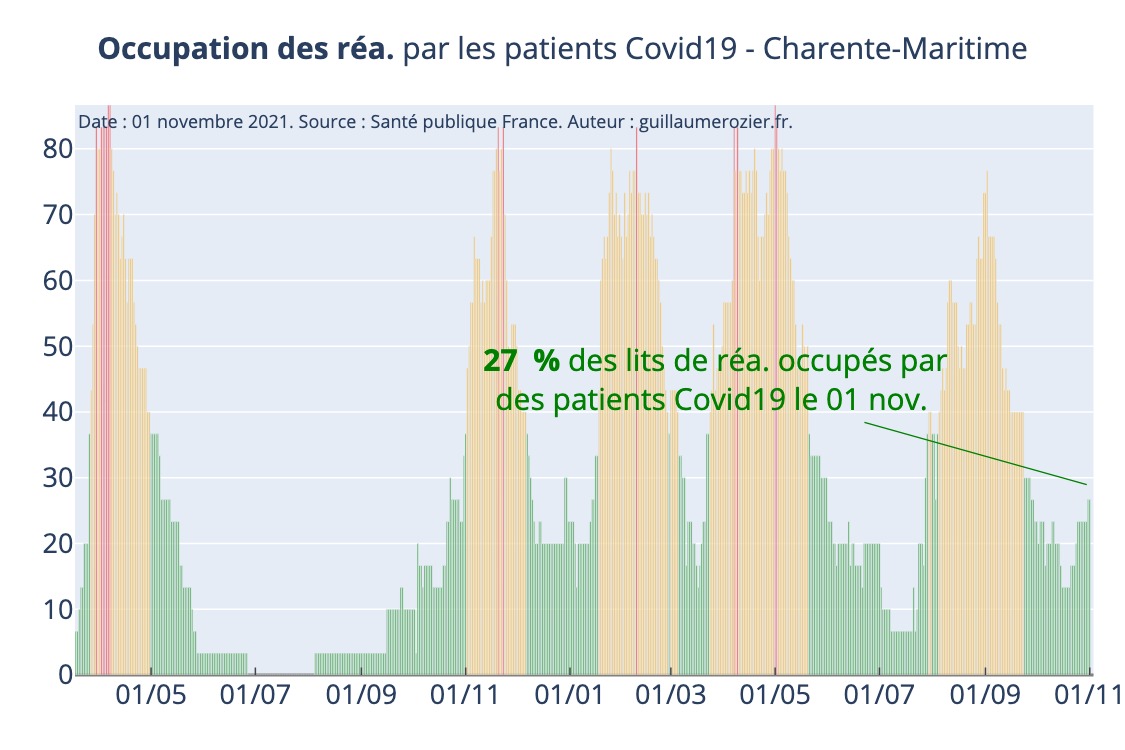 Occupation des réa. par les patients Covid19 - Charente-Maritime
Date : 01 novembre 2021. Source : Santé publique France. Auteur : guillaumerozier.fr.
80
70
60
50
40
30
20
10
0
27 % des lits de réa. occupés par
des patients Covid19 le 01 nov.
01/05 01/07 01/09 01/11 01/01 01/03 01/05 01/07 01/09 01/11